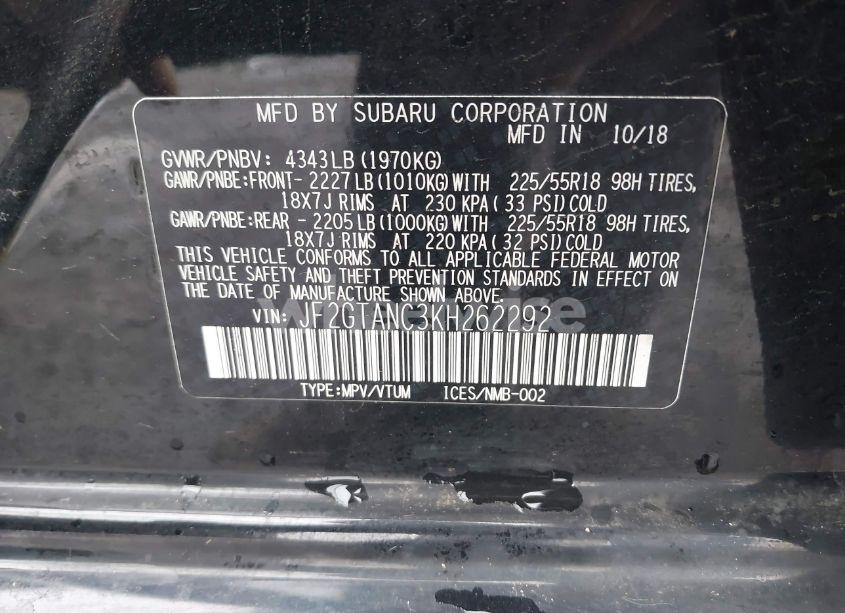 MFD BY SUBARU CORPORATION
MFD IN 10/18
GVWR/PNBV: 4343LB(1970KG)
GAWR/PNBE:FRONT- 2227LB(1010KG)WITH 225/55R18 98H TIRES,
18X7J RIMS AT 230 KPA( 33 PSI)COLD
GAWR/PNBE:REAR - 2205LB(1000KG)WITH 225/55R18 98H TIRES,
18X7J RIMS AT 220 KPA( 32 PSI)COLD
THIS VEHICLE CONFORMS TO ALL APPLICABLE FEDERAL MOTOR
VEHICLE SAFETY AND THEFT PREVENTION STANDARDS IN EFFECT ON
THE DATE OF MANUFACTURE SHOWN ABOVE.
VIN: JF2GTANC3KH262292
TYPE:MPV/VTUM ICES/NMB-002